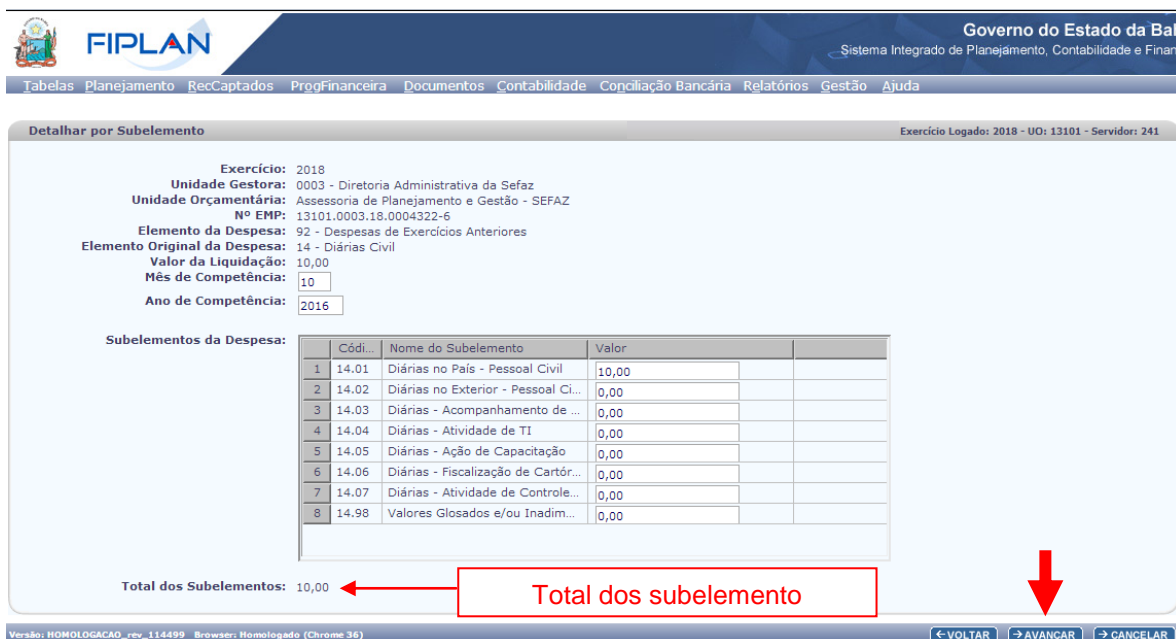 FIPLAN
Governo do Estado da Bal
Sistema Integrado de Planejamento, Contabilidade e Finan
Tabelas Planejamento RecCaptados ProgFinanceira Documentos Contabilidade Conciliação Bancária Relatórios Gestão Ajuda
Detalhar por Subelemento Exercício Logado: 2018 - UO: 13101 - Servidor: 241
Exercício: 2018
Unidade Gestora: 0003 - Diretoria Administrativa da Sefaz
Unidade Orçamentária: Assessoria de Planejamento e Gestão - SEFAZ
Nº EMP: 13101.0003.18.0004322-6
Elemento da Despesa: 92 - Despesas de Exercícios Anteriores
Elemento Original da Despesa: 14 - Diárias Civil
Valor da Liquidação: 10,00
Mês de Competência: 10
Ano de Competência: 2016
Subelementos da Despesa:
Códi... Nome do Subelemento Valor
1 14.01 Diárias no País - Pessoal Civil 10,00
2 14.02 Diárias no Exterior - Pessoal Ci... 0,00
3 14.03 Diárias - Acompanhamento de ... 0,00
4 14.04 Diárias - Atividade de TI 0,00
5 14.05 Diárias - Ação de Capacitação 0,00
6 14.06 Diárias - Fiscalização de Cartór... 0,00
7 14.07 Diárias - Atividade de Controle... 0,00
8 14.98 Valores Glosados e/ou Inadim... 0,00
Total dos Subelementos: 10,00
Total dos subelemento
Versão: HOMOLOGACAO_rev_114499 Browser: Homologado (Chrome 36) VOLTAR AVANCAR CANCELAR